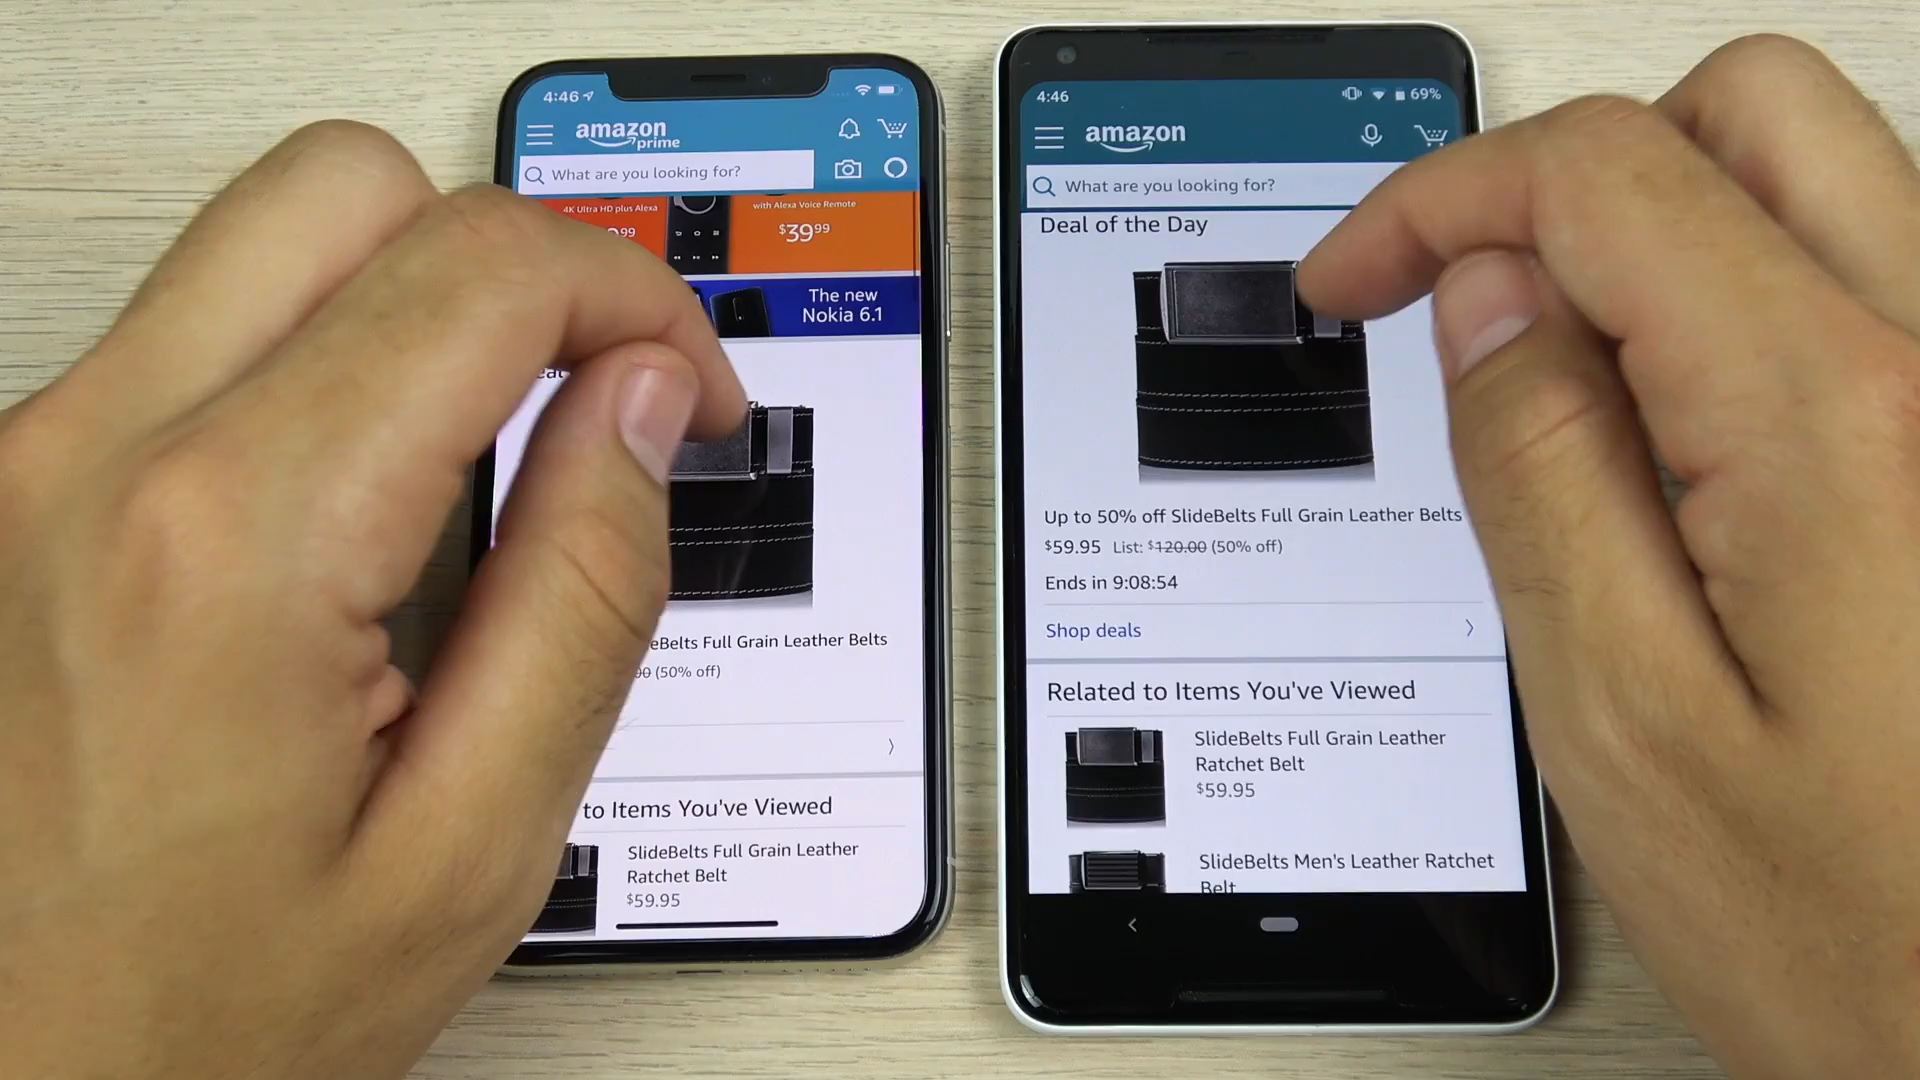 4:46
amazon
prime
What are you looking for?
4K Ultra HD plus Alexa
99
with Alexa Voice Remote
$3999
The new
Nokia 6.1
eBelts Full Grain Leather Belts
(50% off)
to Items You've Viewed
SlideBelts Full Grain Leather
Ratchet Belt
$59.95
4:46
69%
amazon
What are you looking for?
Deal of the Day
Up to 50% off SlideBelts Full Grain Leather Belts
$59.95 List: $120.00 (50% off)
Ends in 9:08:54
Shop deals
Related to Items You've Viewed
SlideBelts Full Grain Leather
Ratchet Belt
$59.95
SlideBelts Men's Leather Ratchet
Belt